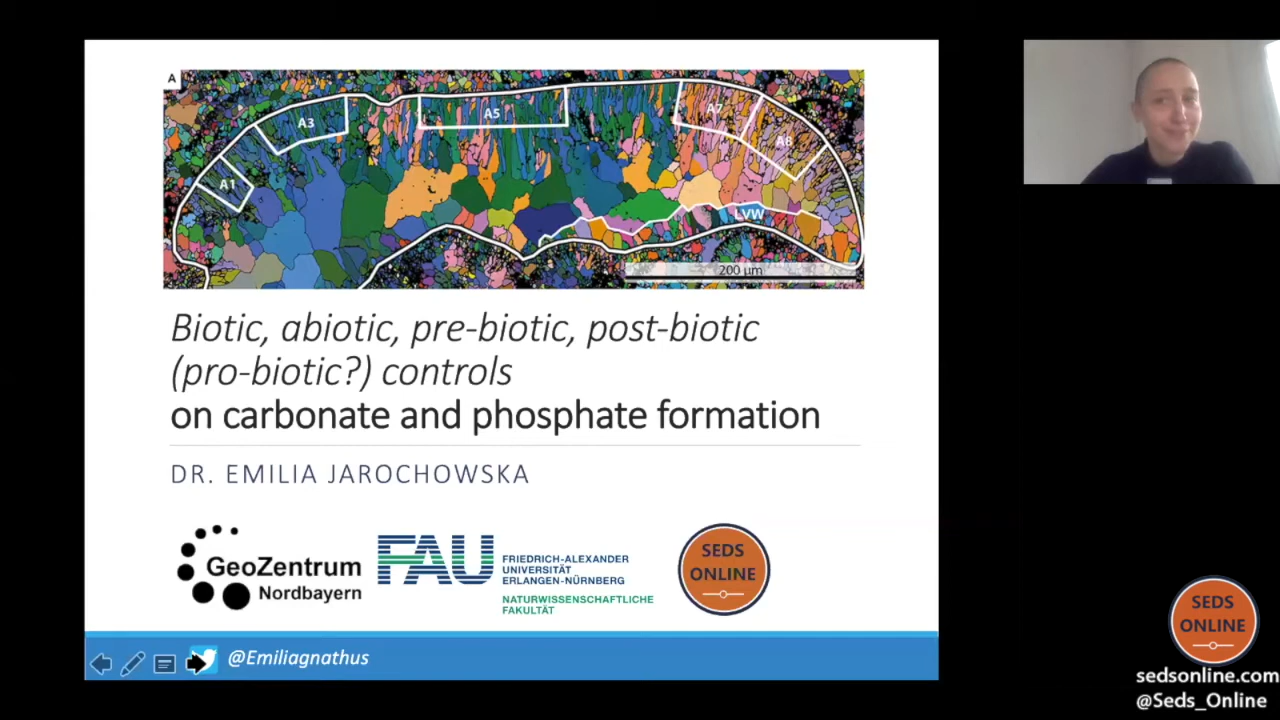 A
A1
A3
A5
A7
A8
LVW
200 µm
Biotic, abiotic, pre-biotic, post-biotic
(pro-biotic?) controls
on carbonate and phosphate formation
DR. EMILIA JAROCHOWSKA
GeoZentrum
Nordbayern
FAU
FRIEDRICH-ALEXANDER
UNIVERSITÄT
ERLANGEN-NÜRNBERG
NATURWISSENSCHAFTLICHE
FAKULTÄT
SEDS
ONLINE
@Emiliagnathus
SEDS
ONLINE
sedsonline.com
@Seds_Online